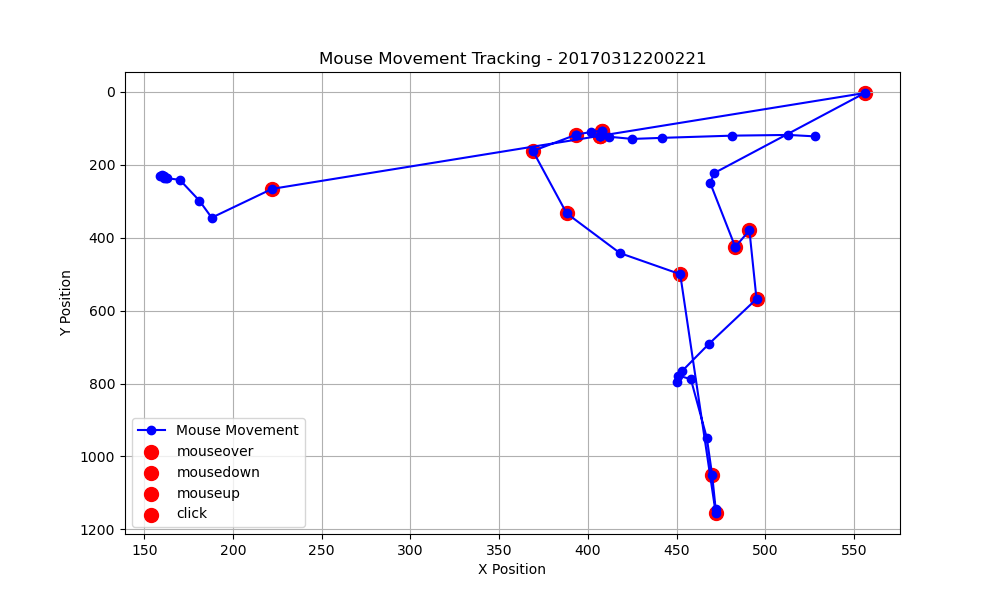 Mouse Movement Tracking - 20170312200221
0
200
400
600
800
1000
1200
Y Position
Mouse Movement
mouseover
mousedown
mouseup
click
150
200
250
300
350
400
450
500
550
X Position